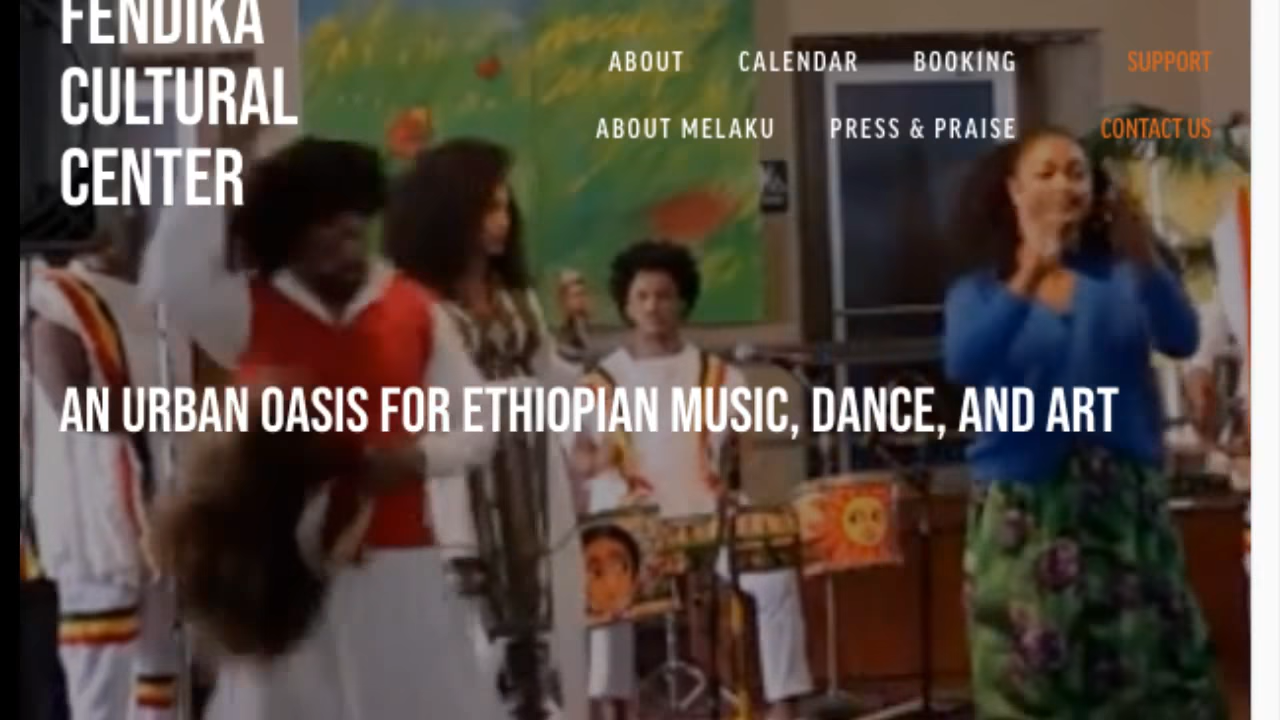 FENDIKA
CULTURAL
CENTER
ABOUT CALENDAR BOOKING SUPPORT
ABOUT MELAKU PRESS & PRAISE CONTACT US
AN URBAN OASIS FOR ETHIOPIAN MUSIC, DANCE, AND ART